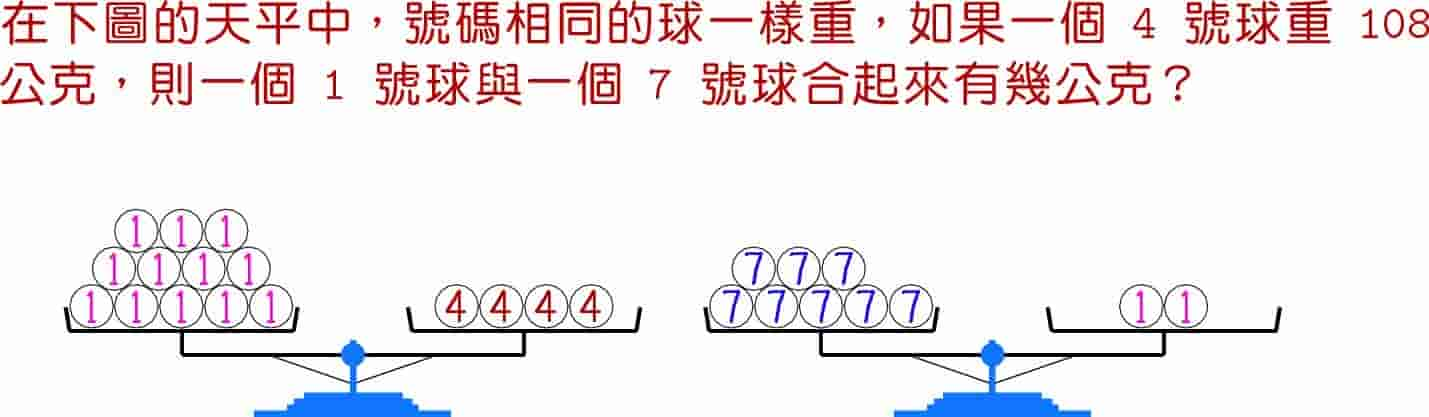 在下圖的天平中，號碼相同的球一樣重，如果一個 4 號球重 108
公克，則一個 1 號球與一個 7 號球合起來有幾公克？
1 1 1
1 1 1 1 7 7 7
1 1 1 1 1 4 4 4 4 7 7 7 7 7 1 1